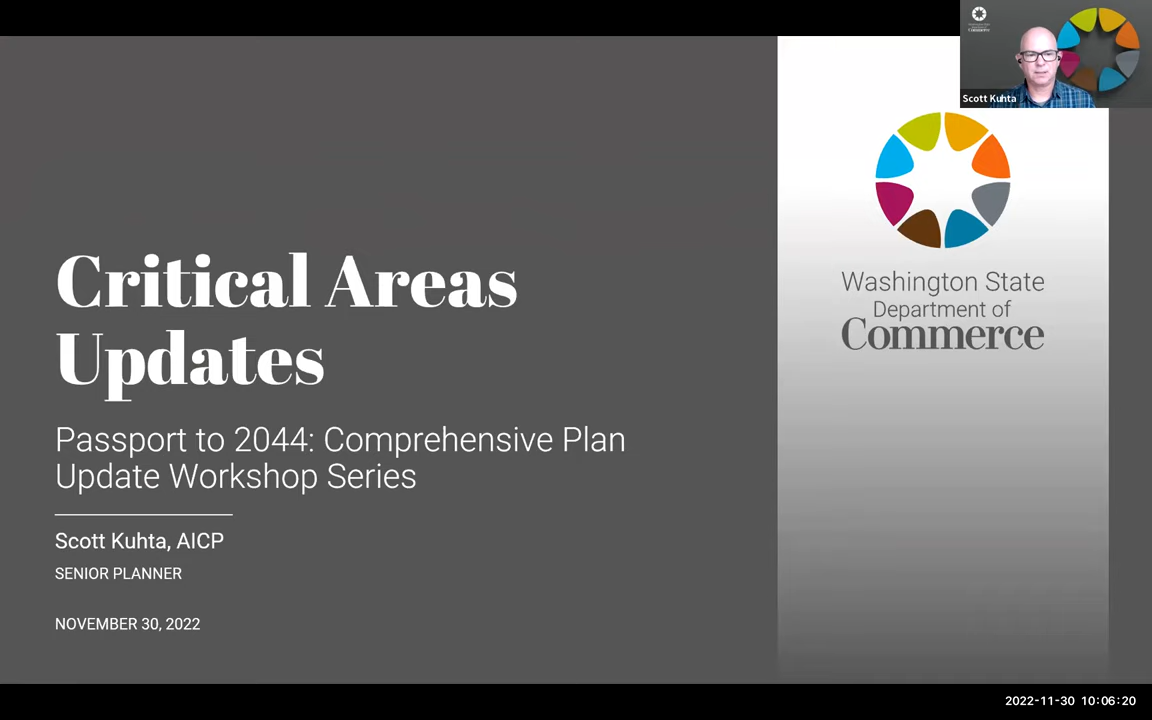 Scott Kuhta
Critical Areas
Updates
Passport to 2044: Comprehensive Plan
Update Workshop Series
Scott Kuhta, AICP
SENIOR PLANNER
NOVEMBER 30, 2022
Washington State
Department of
Commerce
2022-11-30 10:06:20